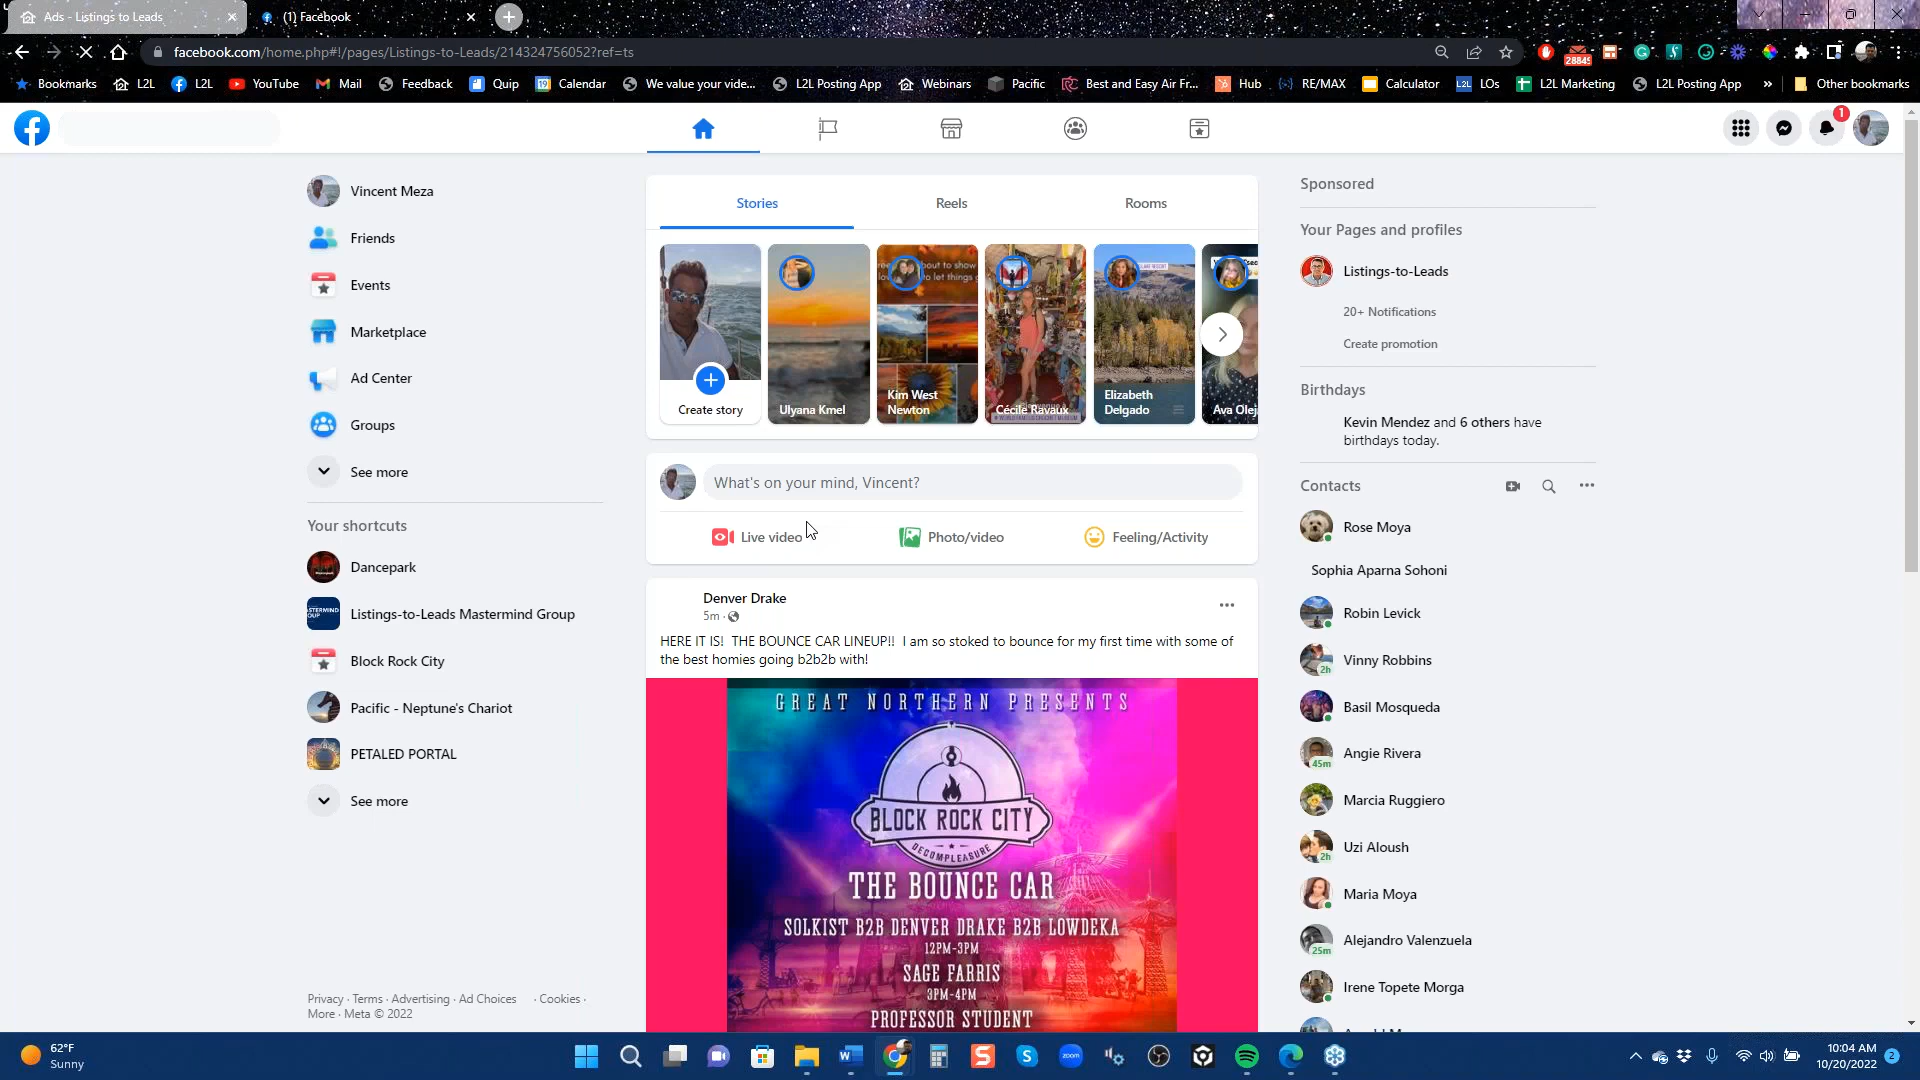 Ads - Listings to Leads
(1) Facebook
facebook.com/home.php#!/pages/Listings-to-Leads/214324756052?ref=ts
28845
Bookmarks
L2L
L2L
YouTube
Mail
Feedback
Quip
Calendar
We value your vide...
L2L Posting App
Webinars
Pacific
Best and Easy Air Fr...
Hub
RE/MAX
Calculator
LOs
L2L Marketing
L2L Posting App
Other bookmarks
1
Vincent Meza
Friends
Events
Marketplace
Ad Center
Groups
See more
Your shortcuts
Dancepark
Listings-to-Leads Mastermind Group
Block Rock City
Pacific - Neptune's Chariot
PETALED PORTAL
See more
Privacy · Terms · Advertising · Ad Choices · Cookies ·
More · Meta © 2022
Stories
Reels
Rooms
Create story
Ulyana Kmel
Kim West
Newton
Cécile Ravaux
Elizabeth
Delgado
Ava Olej
What's on your mind, Vincent?
Live video
Photo/video
Feeling/Activity
Denver Drake
5m ·
HERE IT IS! THE BOUNCE CAR LINEUP!! I am so stoked to bounce for my first time with some of
the best homies going b2b2b with!
GREAT NORTHERN PRESENTS
BLOCK ROCK CITY
DECOMPLEASURE
THE BOUNCE CAR
SOLKIST B2B DENVER DRAKE B2B LOWDEKA
12PM-3PM
SAGE FARRIS
3PM-4PM
PROFESSOR STUDENT
Sponsored
Your Pages and profiles
Listings-to-Leads
20+ Notifications
Create promotion
Birthdays
Kevin Mendez and 6 others have
birthdays today.
Contacts
Rose Moya
Sophia Aparna Sohoni
Robin Levick
Vinny Robbins
2h
Basil Mosqueda
Angie Rivera
45m
Marcia Ruggiero
Uzi Aloush
2h
Maria Moya
Alejandro Valenzuela
25m
Irene Topete Morga
62°F
Sunny
zoom
10:04 AM
10/20/2022
2